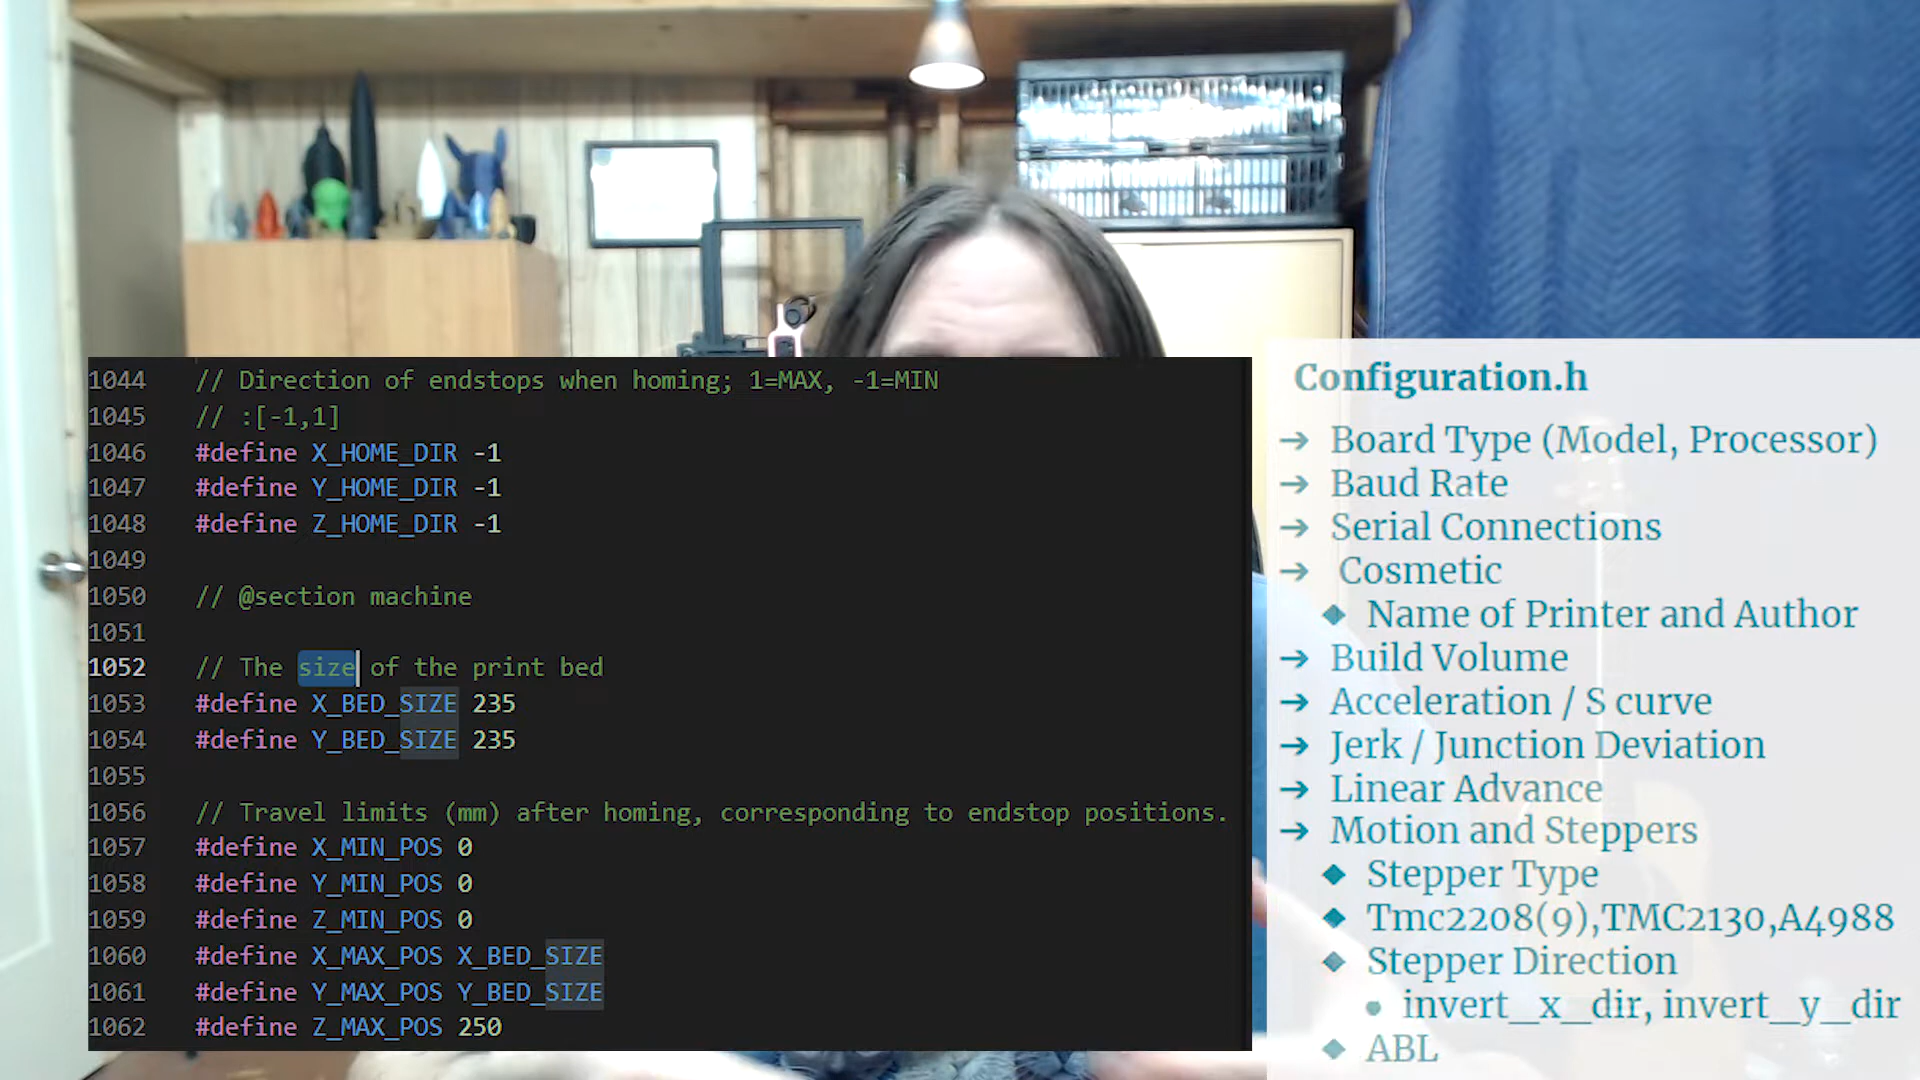 1044 // Direction of endstops when homing; 1=MAX, -1=MIN
1045 // :[-1,1]
1046 #define X_HOME_DIR -1
1047 #define Y_HOME_DIR -1
1048 #define Z_HOME_DIR -1
1049
1050 // @section machine
1051
1052 // The size of the print bed
1053 #define X_BED_SIZE 235
1054 #define Y_BED_SIZE 235
1055
1056 // Travel limits (mm) after homing, corresponding to endstop positions.
1057 #define X_MIN_POS 0
1058 #define Y_MIN_POS 0
1059 #define Z_MIN_POS 0
1060 #define X_MAX_POS X_BED_SIZE
1061 #define Y_MAX_POS Y_BED_SIZE
1062 #define Z_MAX_POS 250
Configuration.h
→ Board Type (Model, Processor)
→ Baud Rate
→ Serial Connections
→ Cosmetic
◆ Name of Printer and Author
→ Build Volume
→ Acceleration / S curve
→ Jerk / Junction Deviation
→ Linear Advance
→ Motion and Steppers
◆ Stepper Type
◆ Tmc2208(9),TMC2130,A4988
◆ Stepper Direction
● invert_x_dir, invert_y_dir
◆ ABL